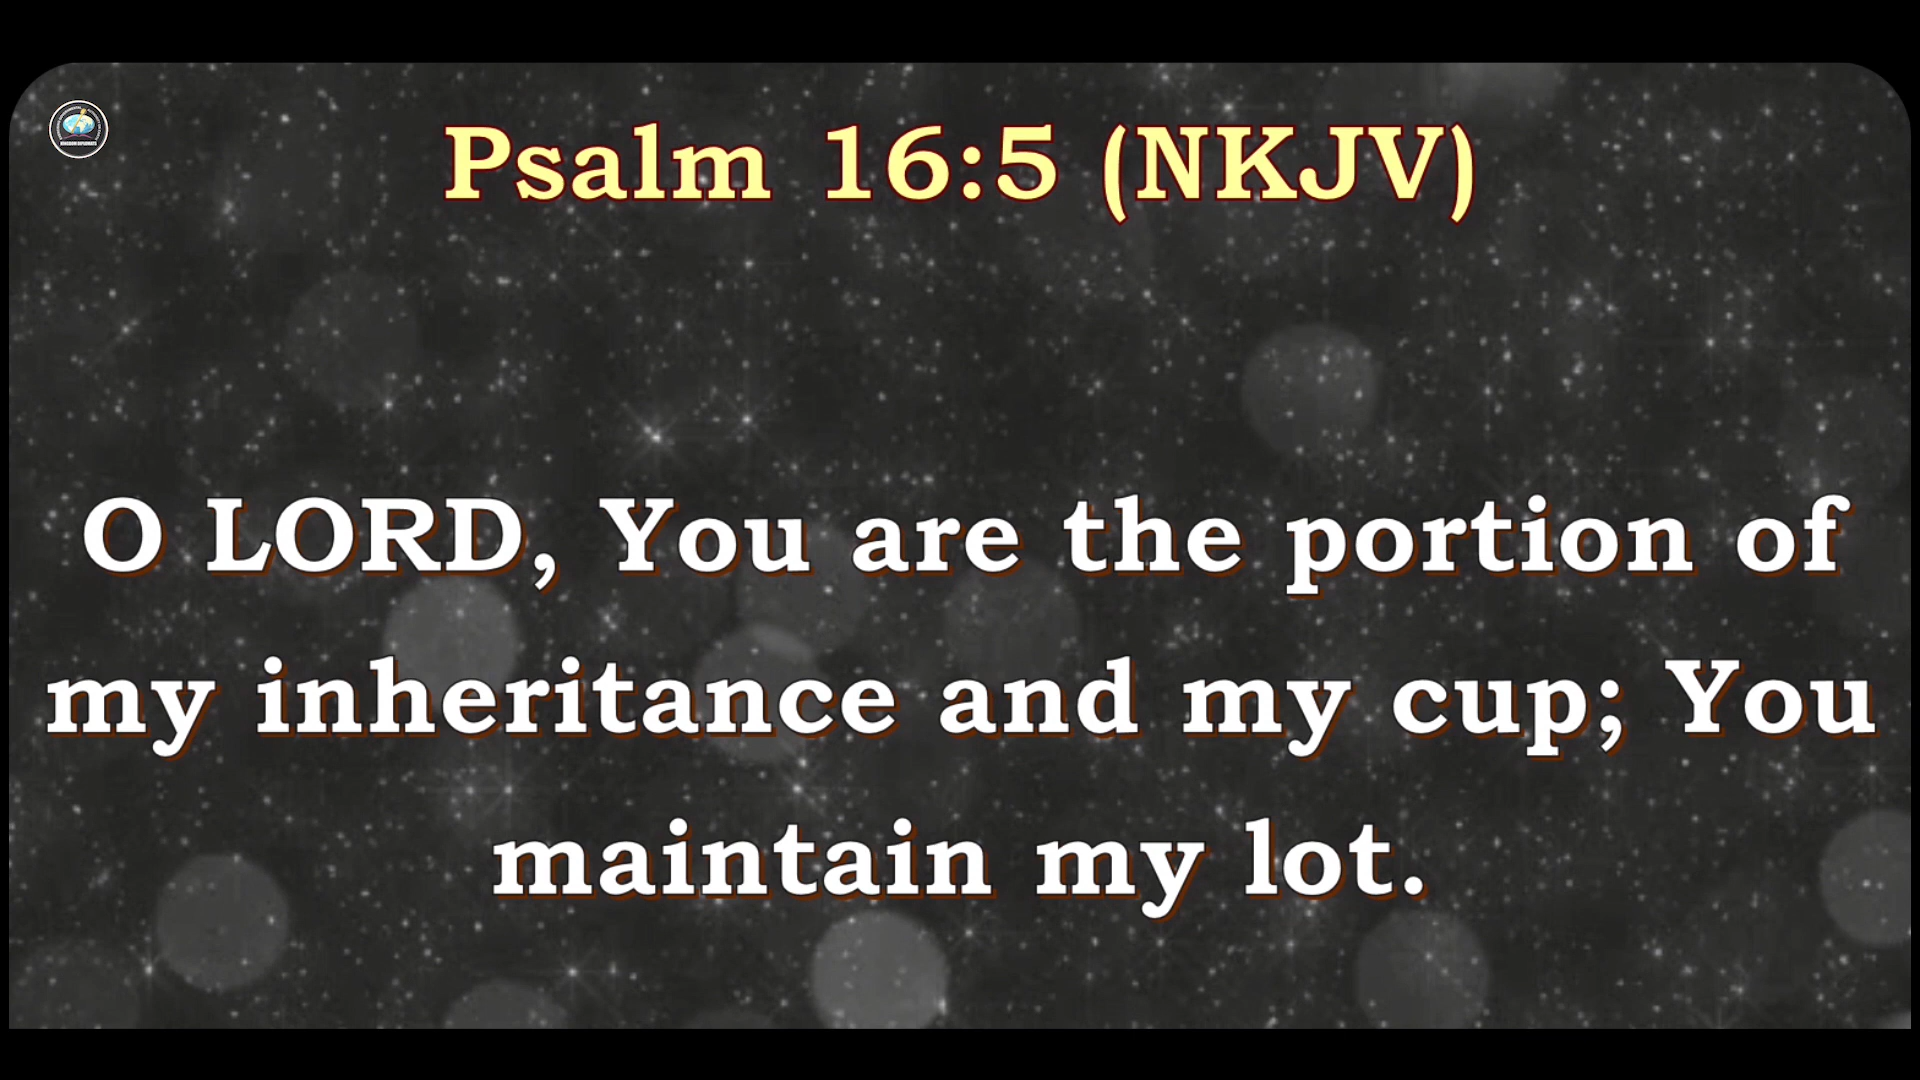 Psalm 16:5 (NKJV)
O LORD, You are the portion of
my inheritance and my cup; You
maintain my lot.